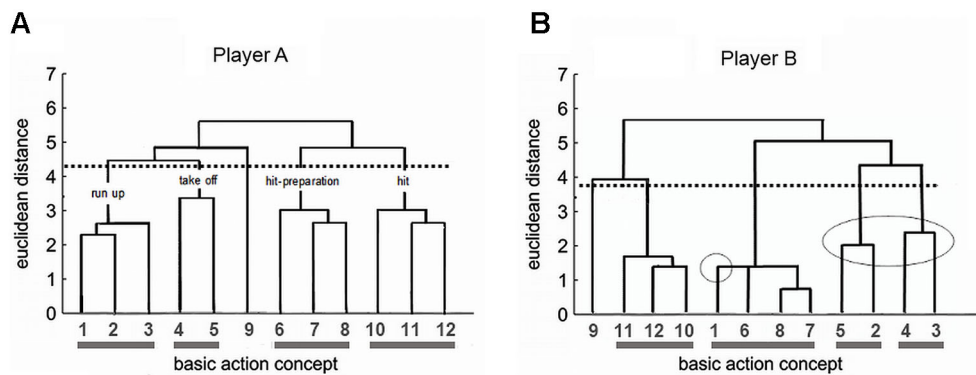 A
Player A
7
6
5
4
3
2
1
0
euclidean distance
run up
take off
hit-preparation
hit
1 2 3 4 5 9 6 7 8 10 11 12
basic action concept
B
Player B
7
6
5
4
3
2
1
0
euclidean distance
9 11 12 10 1 6 8 7 5 2 4 3
basic action concept